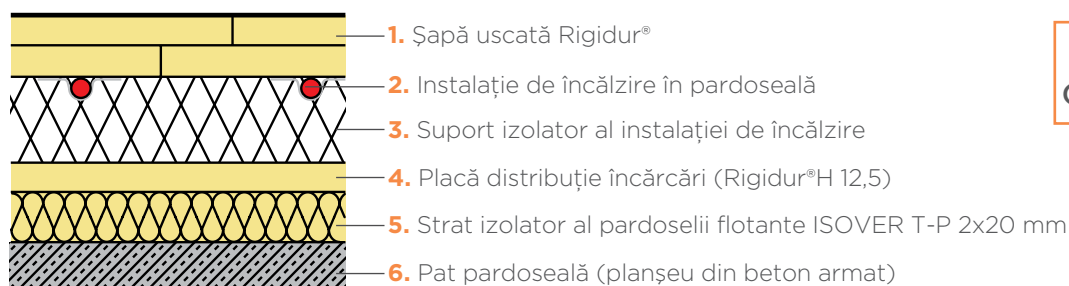 1. Șapă uscată Rigidur®
2. Instalație de încălzire în pardoseală
3. Suport izolator al instalației de încălzire
4. Placă distribuție încărcări (Rigidur®H 12,5)
5. Strat izolator al pardoselii flotante ISOVER T-P 2x20 mm
6. Pat pardoseală (planșeu din beton armat)